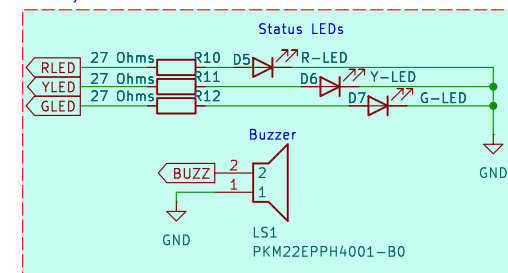 Status LEDs
RLED 27 Ohms R10 D5 R-LED
YLED 27 Ohms R11 D6 Y-LED
GLED 27 Ohms R12 D7 G-LED
GND
Buzzer
BUZZ 2 2
1 1
GND
LS1
PKM22EPPH4001-B0